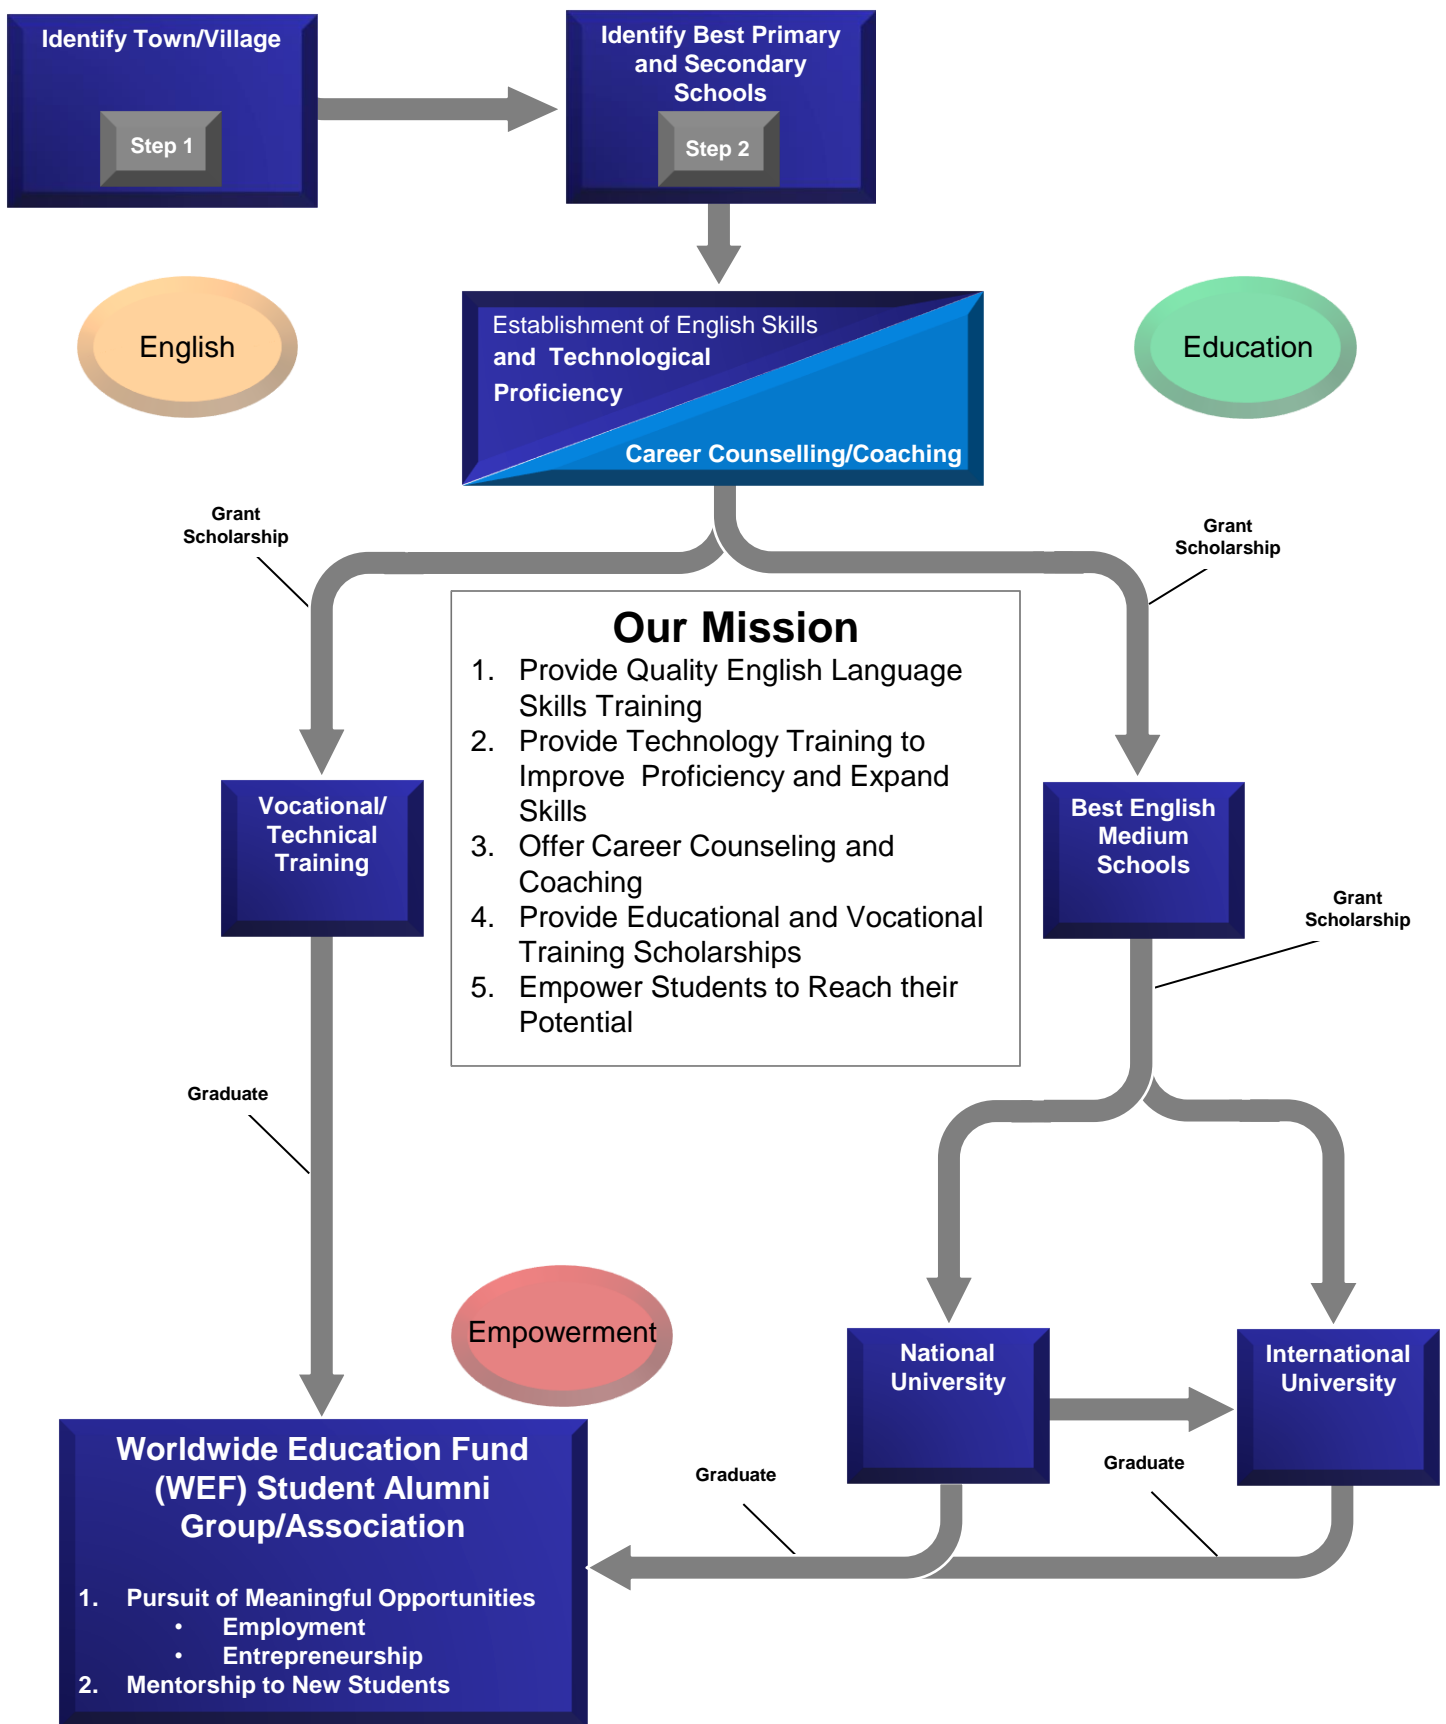 Identify Town/Village
Step 1
Identify Best Primary
and Secondary
Schools
Step 2
English
Establishment of English Skills
and Technological
Proficiency
Career Counselling/Coaching
Education
Grant
Scholarship
Grant
Scholarship
Our Mission
1. Provide Quality English Language
Skills Training
2. Provide Technology Training to
Improve Proficiency and Expand
Skills
3. Offer Career Counseling and
Coaching
4. Provide Educational and Vocational
Training Scholarships
5. Empower Students to Reach their
Potential
Vocational/
Technical
Training
Best English
Medium
Schools
Grant
Scholarship
Graduate
Empowerment
National
University
International
University
Graduate
Graduate
Worldwide Education Fund
(WEF) Student Alumni
Group/Association
1. Pursuit of Meaningful Opportunities
• Employment
• Entrepreneurship
2. Mentorship to New Students